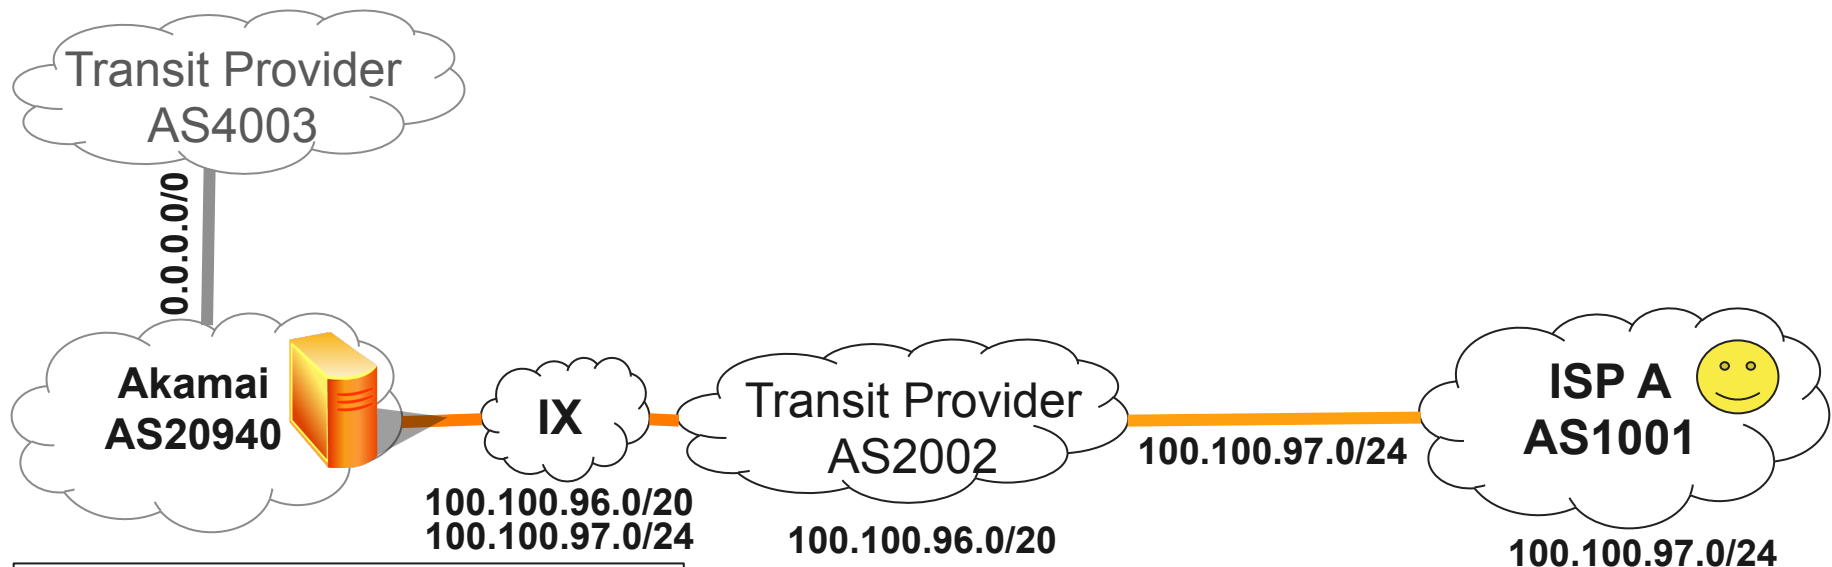 Transit Provider
AS4003
0.0.0.0/0
Akamai
AS20940
IX
Transit Provider
AS2002
ISP A
AS1001
100.100.97.0/24
100.100.96.0/20
100.100.97.0/24
100.100.96.0/20
100.100.97.0/24